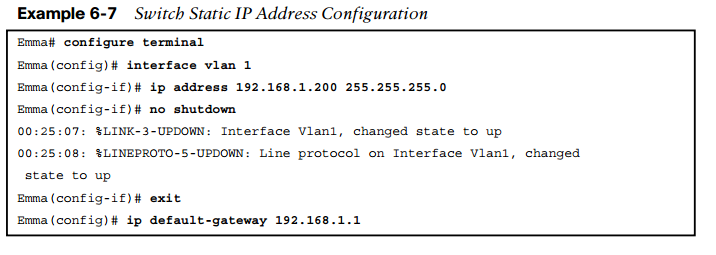 Example 6-7 Switch Static IP Address Configuration
Emma# configure terminal
Emma(config)# interface vlan 1
Emma(config-if)# ip address 192.168.1.200 255.255.255.0
Emma(config-if)# no shutdown
00:25:07: %LINK-3-UPDOWN: Interface Vlan1, changed state to up
00:25:08: %LINEPROTO-5-UPDOWN: Line protocol on Interface Vlan1, changed
state to up
Emma(config-if)# exit
Emma(config)# ip default-gateway 192.168.1.1